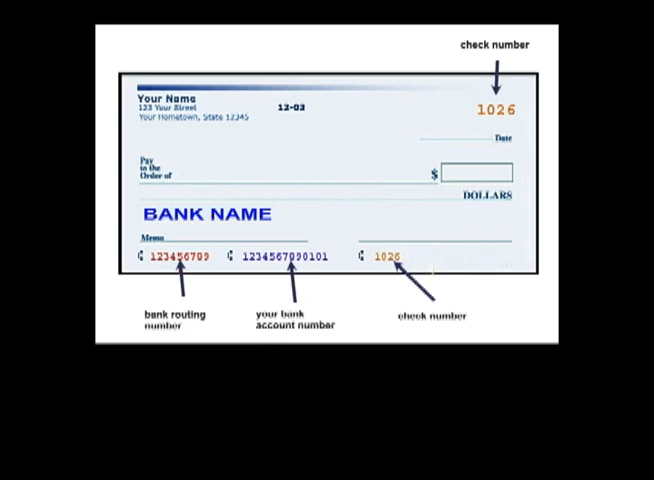 check number
Your Name
123 Your Street
Your Hometown, State 12345
12-03
1026
Date
Pay
to the
Order of
$
DOLLARS
BANK NAME
Memo
⑆ 123456789 ⑆ 1234567890101 ⑆ 1026
bank routing
number
your bank
account number
check number